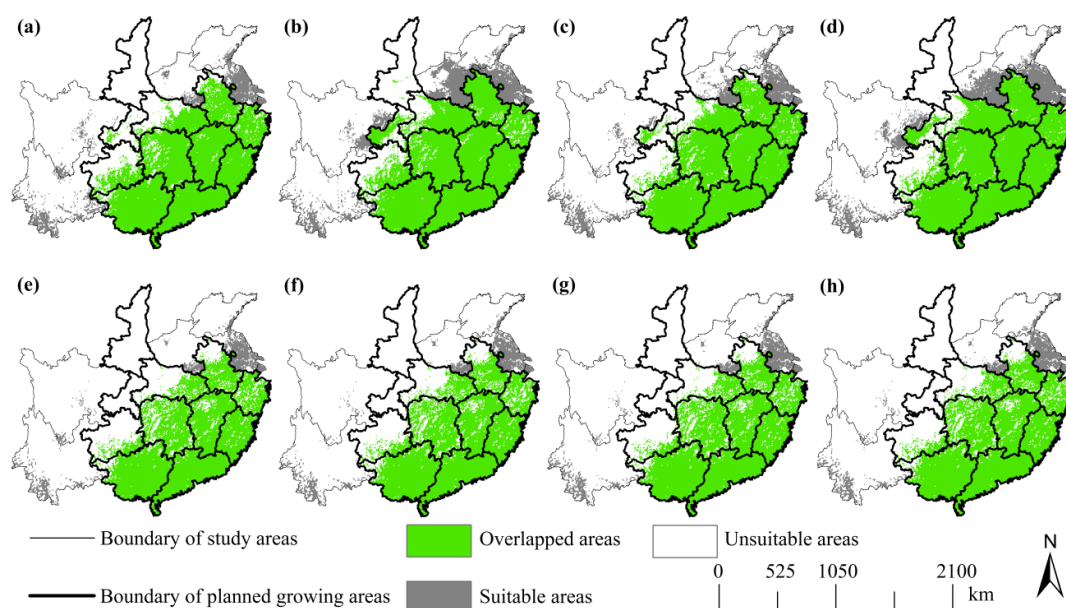 (a) (b) (c) (d)
(e) (f) (g) (h)
Boundary of study areas Overlapped areas Unsuitable areas N
0 525 1050 2100
km
Boundary of planned growing areas Suitable areas